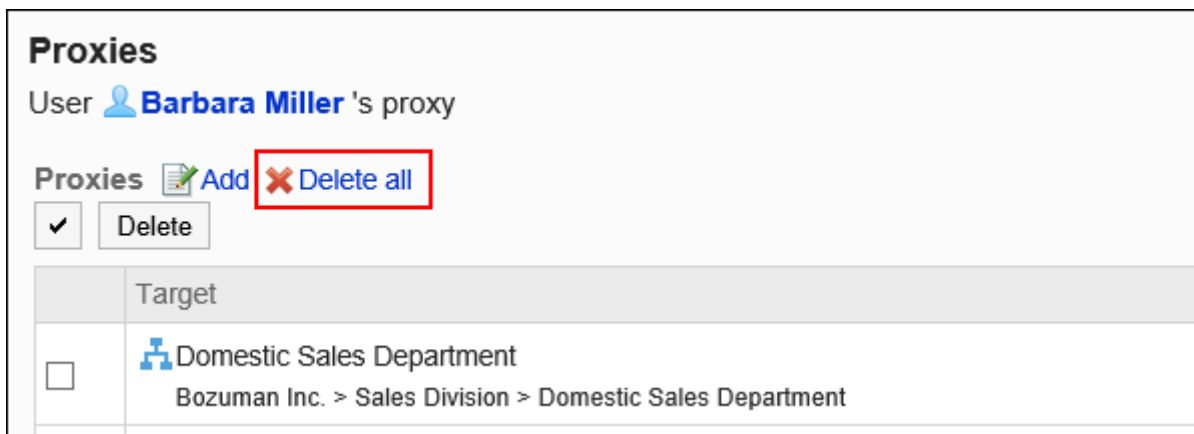 Proxies
User Barbara Miller 's proxy
Proxies Add Delete all
Delete
Target
Domestic Sales Department
Bozuman Inc. > Sales Division > Domestic Sales Department